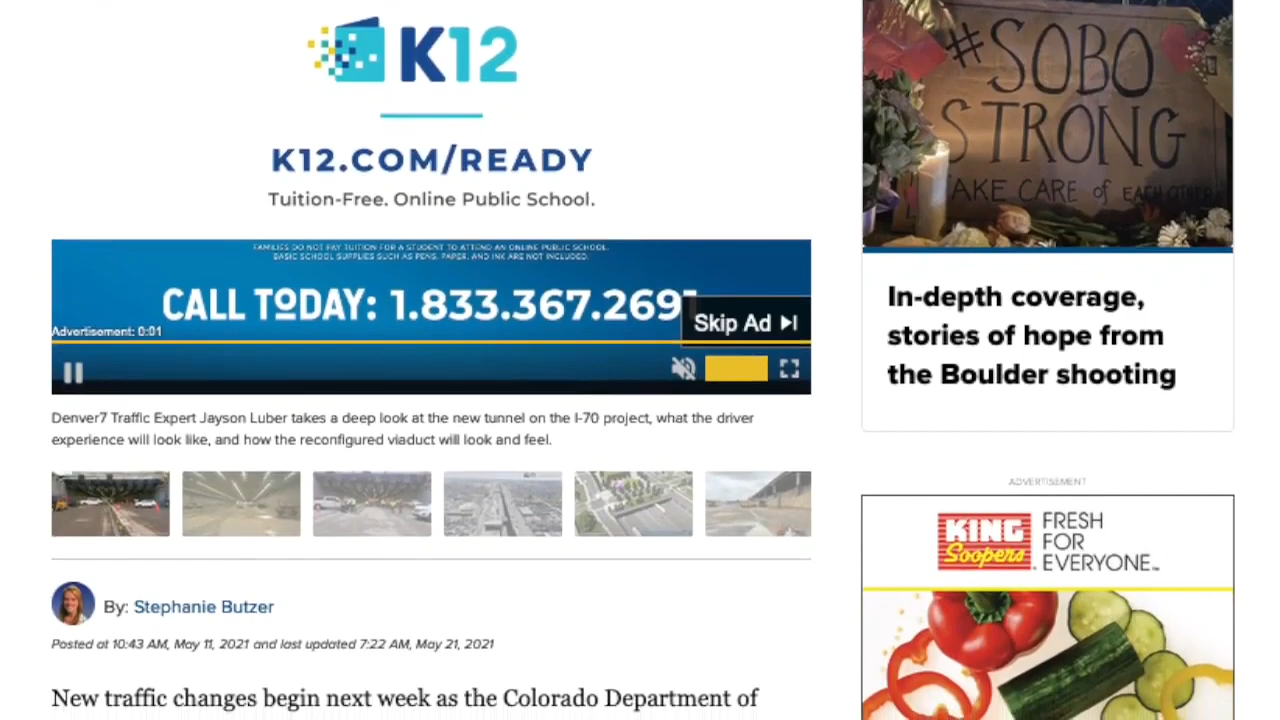 K12
K12.COM/READY
Tuition-Free. Online Public School.
FAMILIES DO NOT PAY TUITION FOR A STUDENT TO ATTEND AN ONLINE PUBLIC SCHOOL.
BASIC SCHOOL SUPPLIES SUCH AS PENS, PAPER, AND INK ARE NOT INCLUDED.
CALL TODAY: 1.833.367.269
Advertisement: 0:01
Skip Ad
Denver7 Traffic Expert Jayson Luber takes a deep look at the new tunnel on the I-70 project, what the driver
experience will look like, and how the reconfigured viaduct will look and feel.
By: Stephanie Butzer
Posted at 10:43 AM, May 11, 2021 and last updated 7:22 AM, May 21, 2021
New traffic changes begin next week as the Colorado Department of
#SOBO
STRONG
TAKE CARE of EACH OTHER
In-depth coverage,
stories of hope from
the Boulder shooting
ADVERTISEMENT
KING
Soopers
FRESH
FOR
EVERYONE™